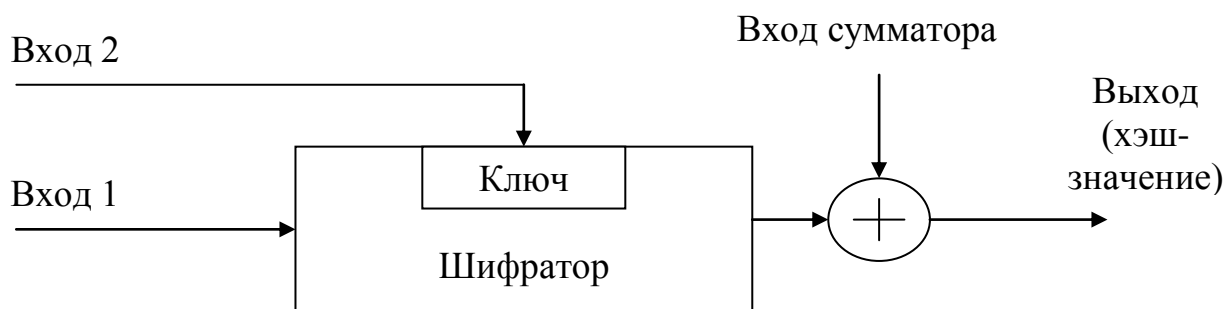 Вход сумматора
Вход 2
Выход
(хэш-
значение)
Ключ
Вход 1
Шифратор